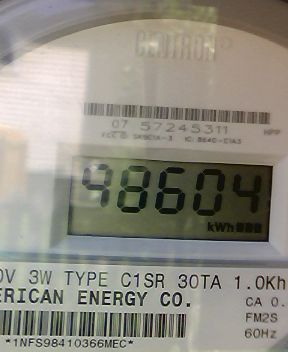 CENTRON
07 57245311
98604
kWh
0V 3W TYPE C1SR 30TA 1.0Kh
ERICAN ENERGY CO.
CA 0.
FM2S
60Hz
*1NFS98410366MEC*